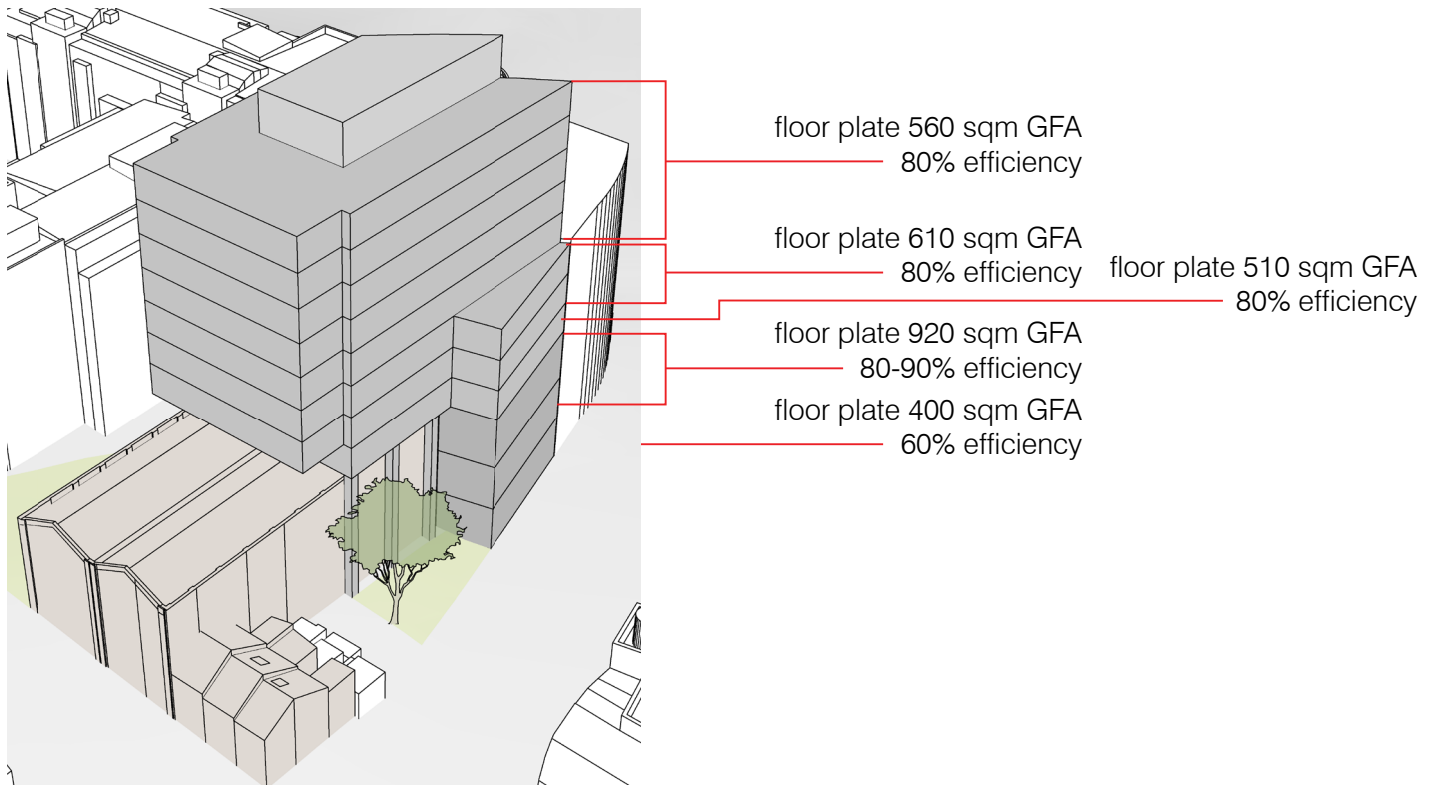 floor plate 560 sqm GFA
80% efficiency
floor plate 610 sqm GFA
80% efficiency
floor plate 510 sqm GFA
80% efficiency
floor plate 920 sqm GFA
80-90% efficiency
floor plate 400 sqm GFA
60% efficiency